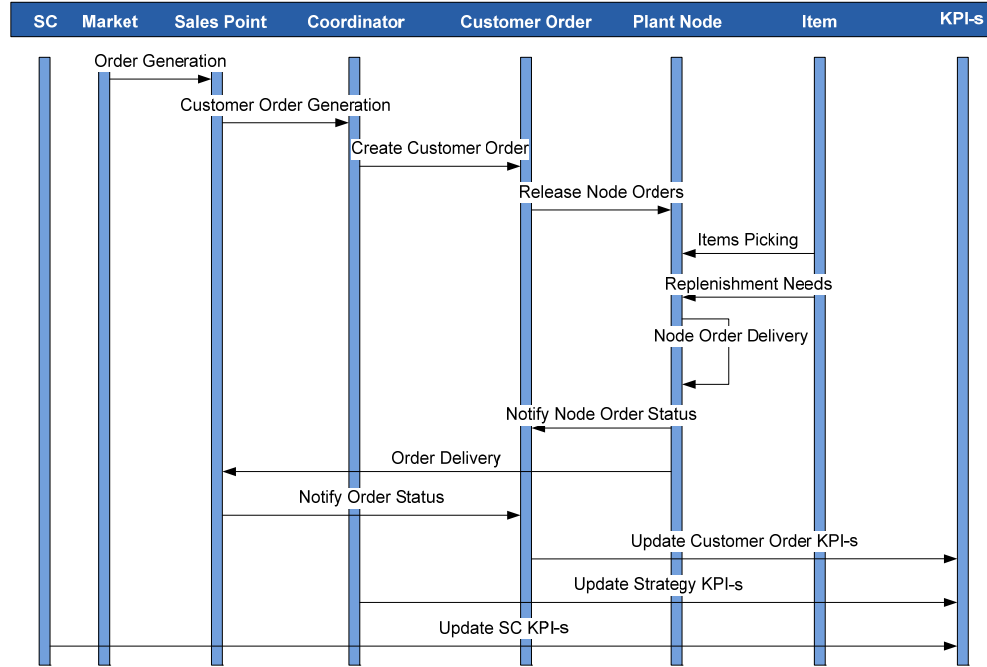 SC Market Sales Point Coordinator Customer Order Plant Node Item KPI-s
Order Generation
Customer Order Generation
Create Customer Order
Release Node Orders
Items Picking
Replenishment Needs
Node Order Delivery
Notify Node Order Status
Order Delivery
Notify Order Status
Update Customer Order KPI-s
Update Strategy KPI-s
Update SC KPI-s